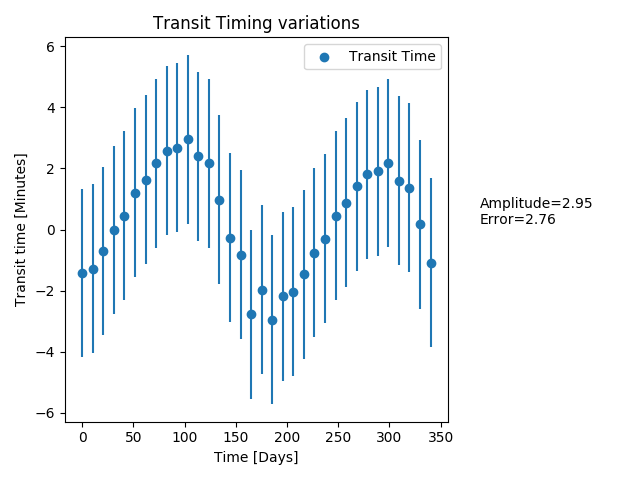 Transit Timing variations
Transit Time
6
4
2
0
−2
−4
−6
Transit time [Minutes]
0 50 100 150 200 250 300 350
Time [Days]
Amplitude=2.95
Error=2.76